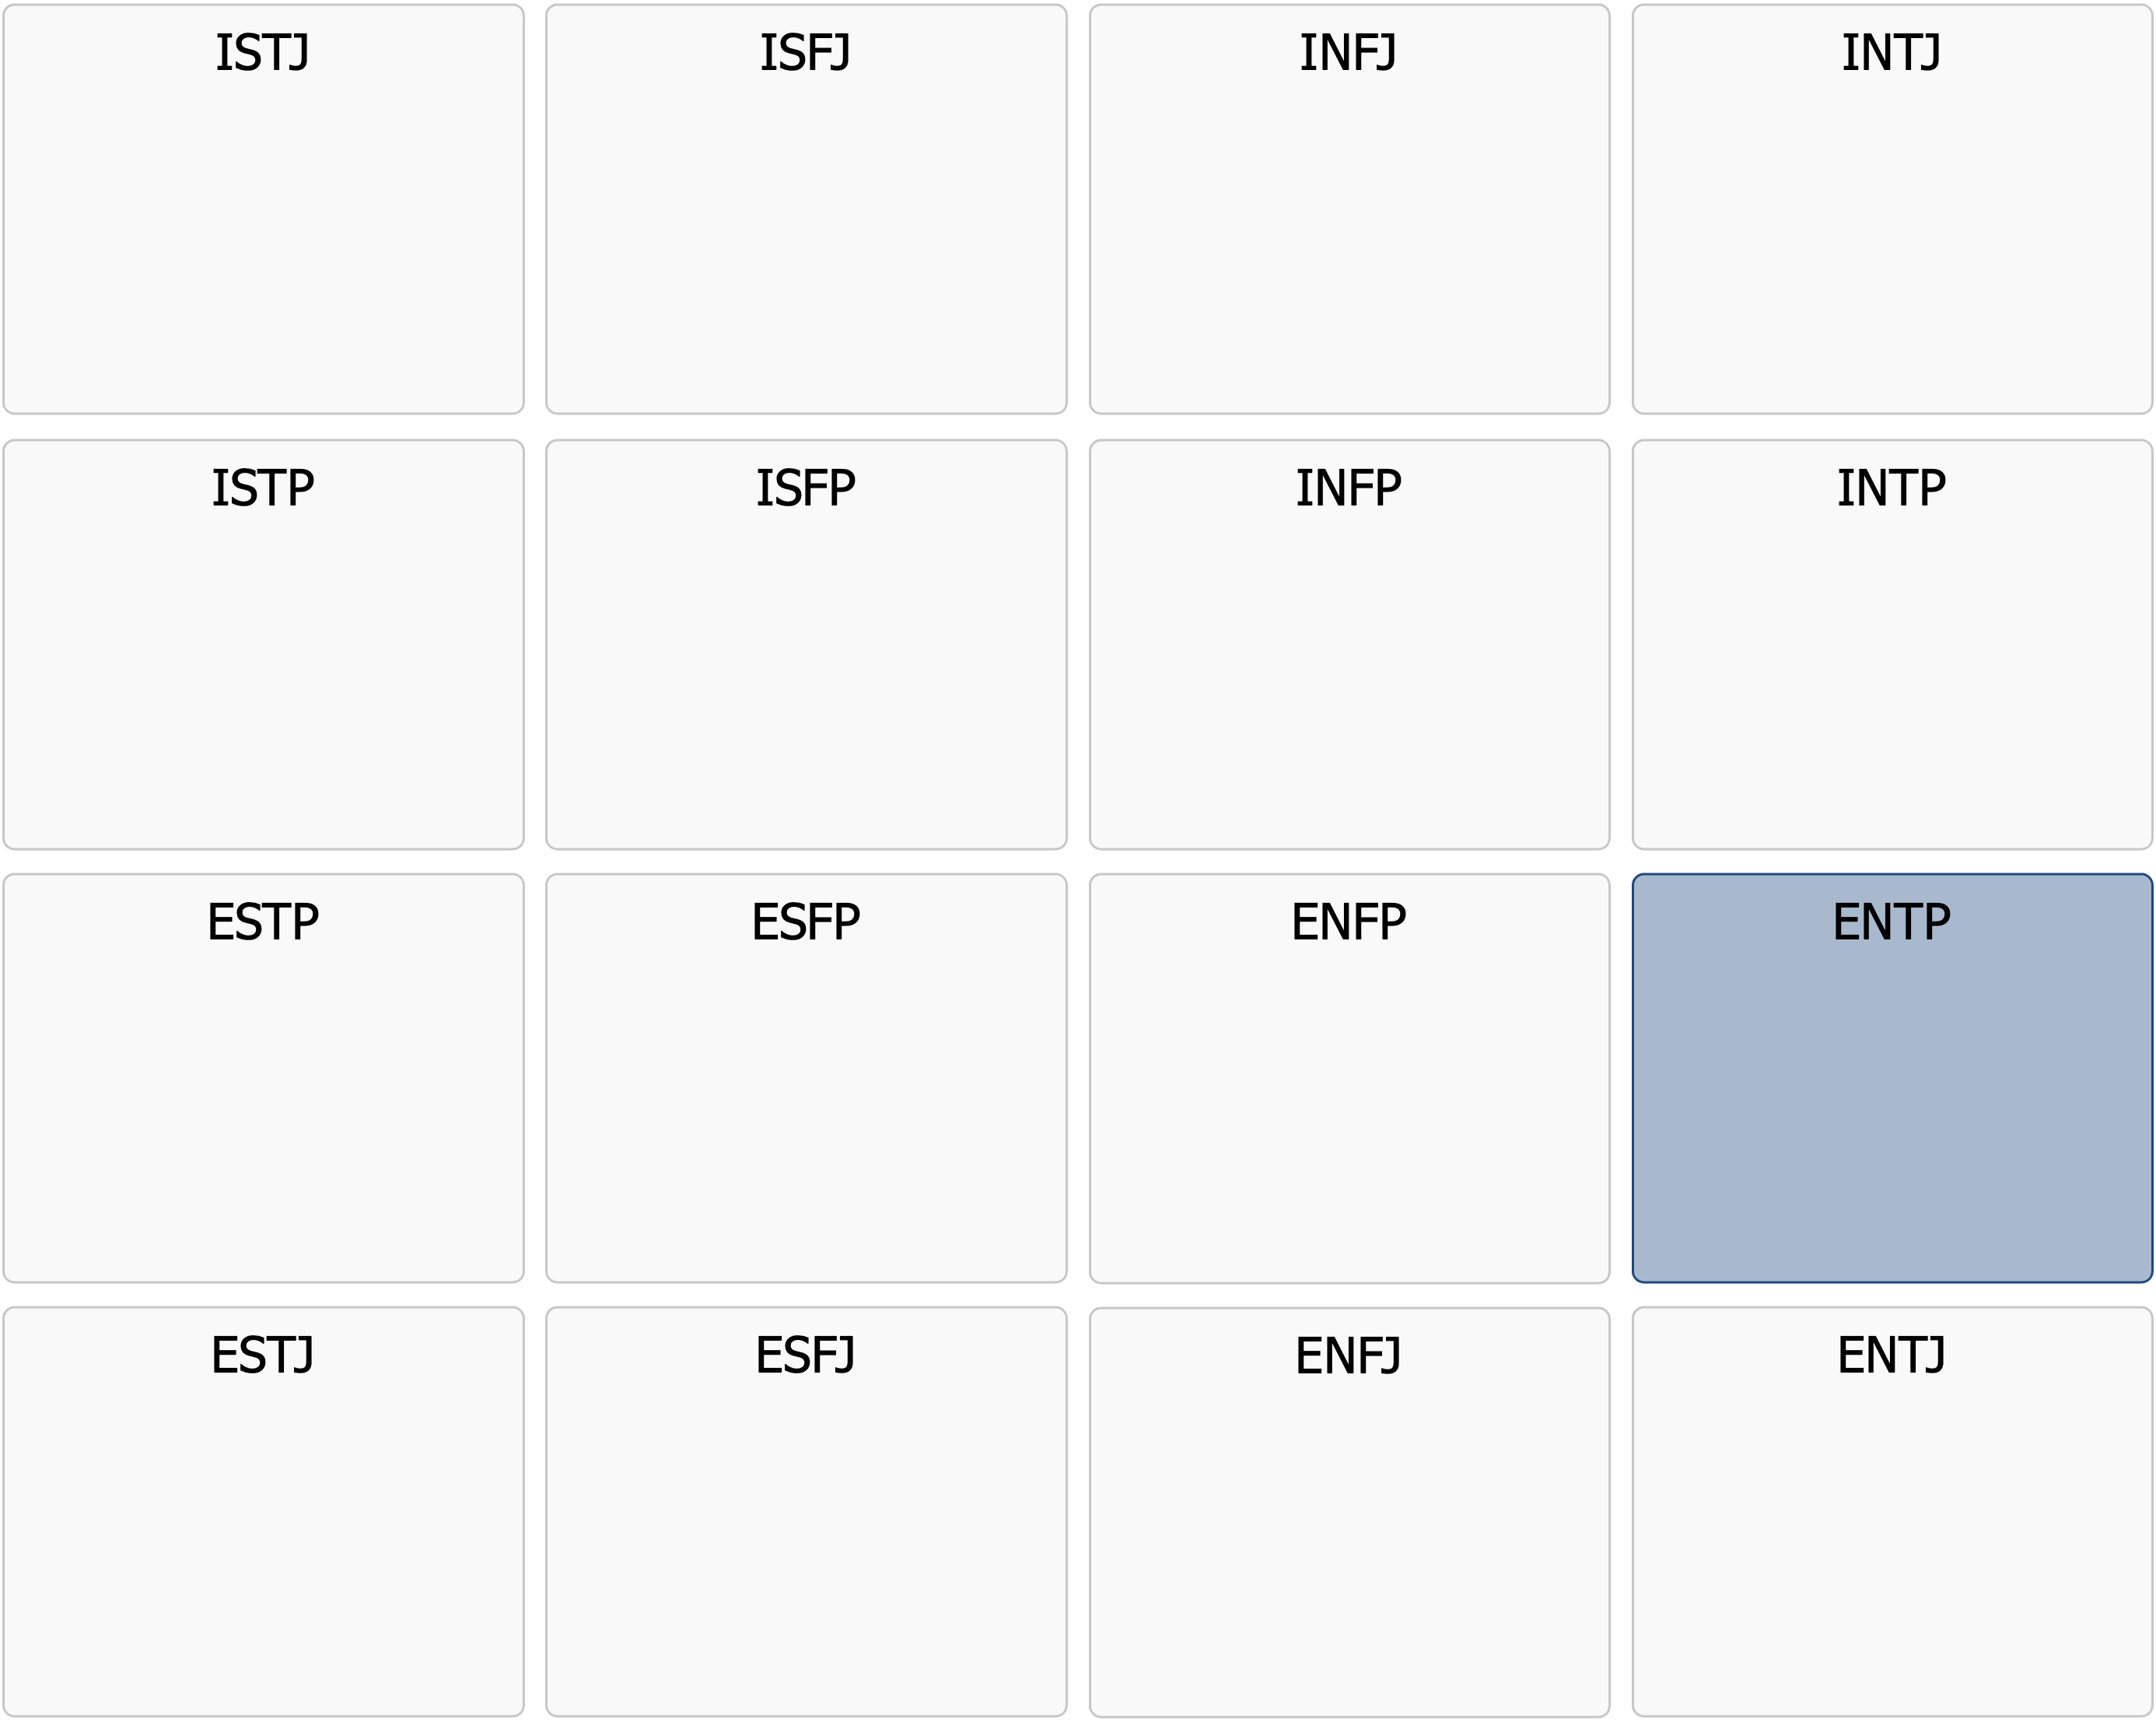 ISTJ
ISFJ
INFJ
INTJ
ISTP
ISFP
INFP
INTP
ESTP
ESFP
ENFP
ENTP
ESTJ
ESFJ
ENFJ
ENTJ